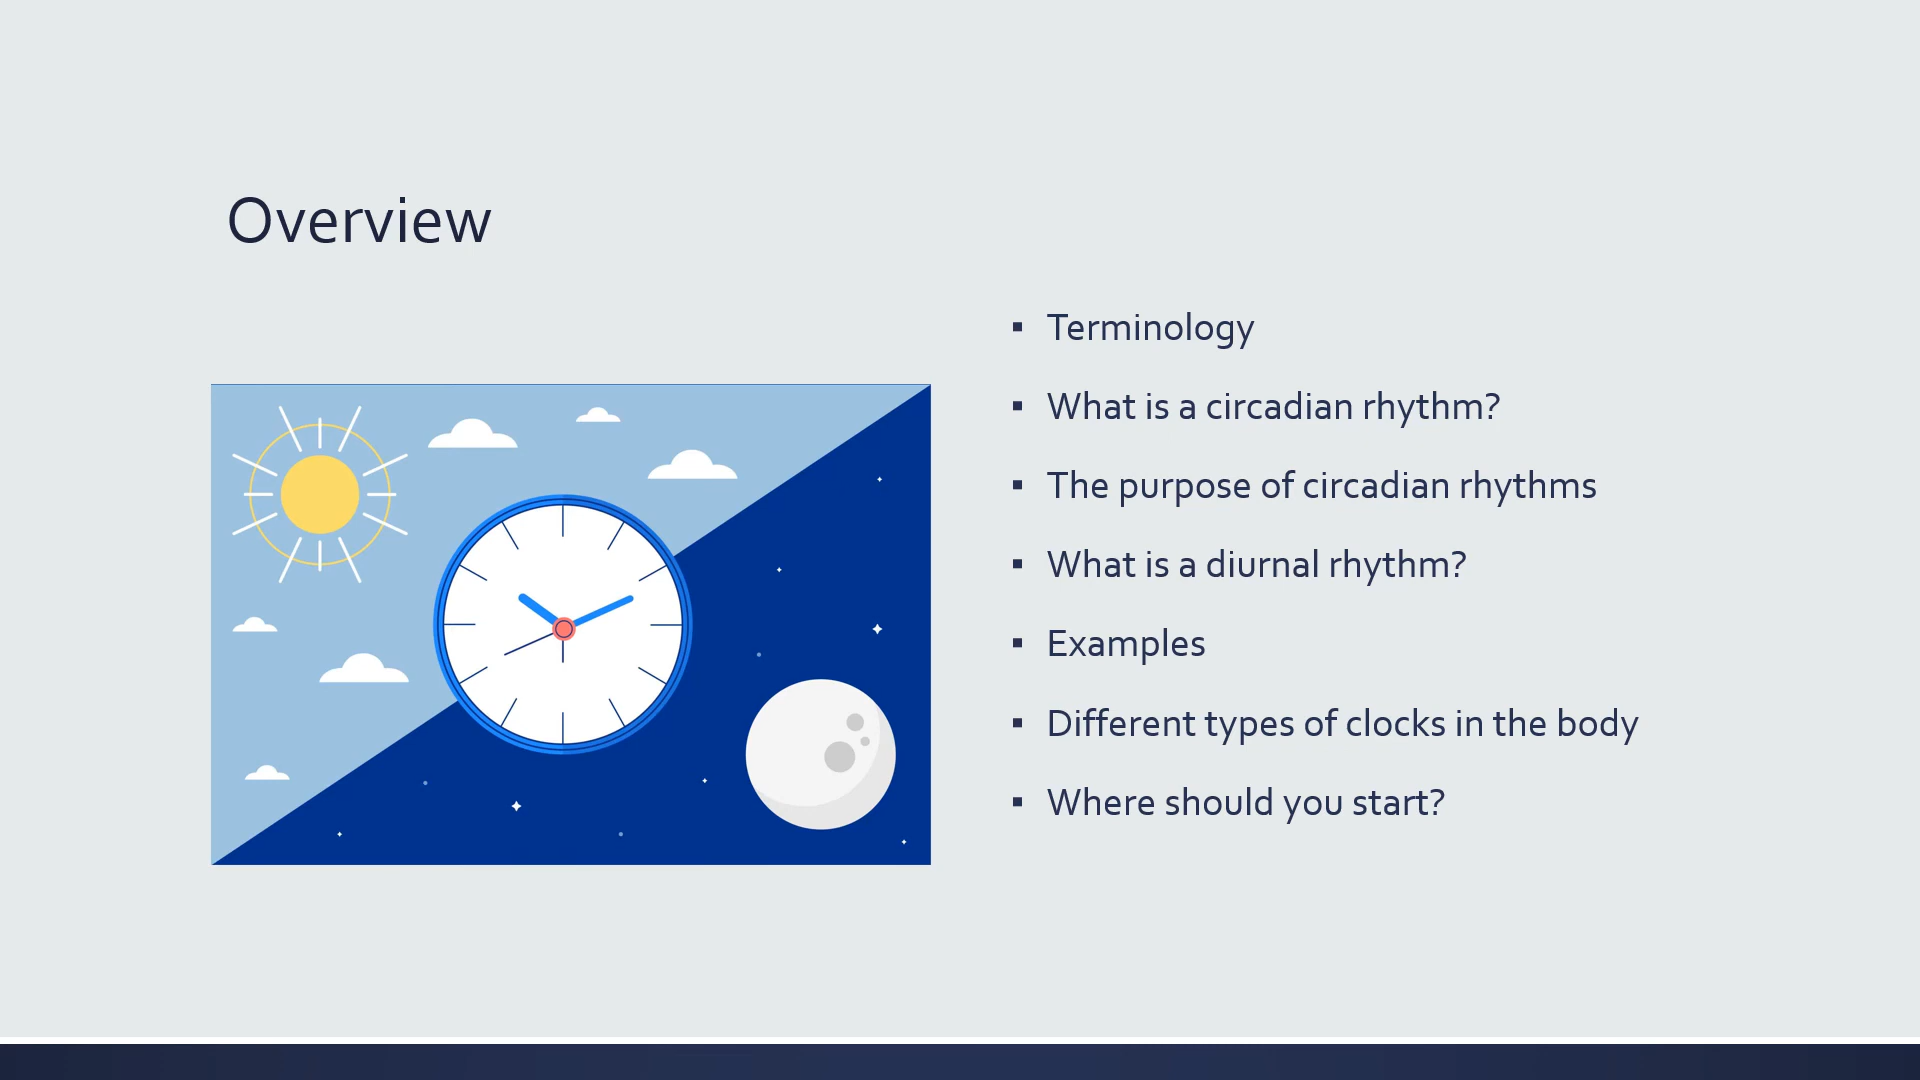 Overview
Terminology
What is a circadian rhythm?
The purpose of circadian rhythms
What is a diurnal rhythm?
Examples
Different types of clocks in the body
Where should you start?